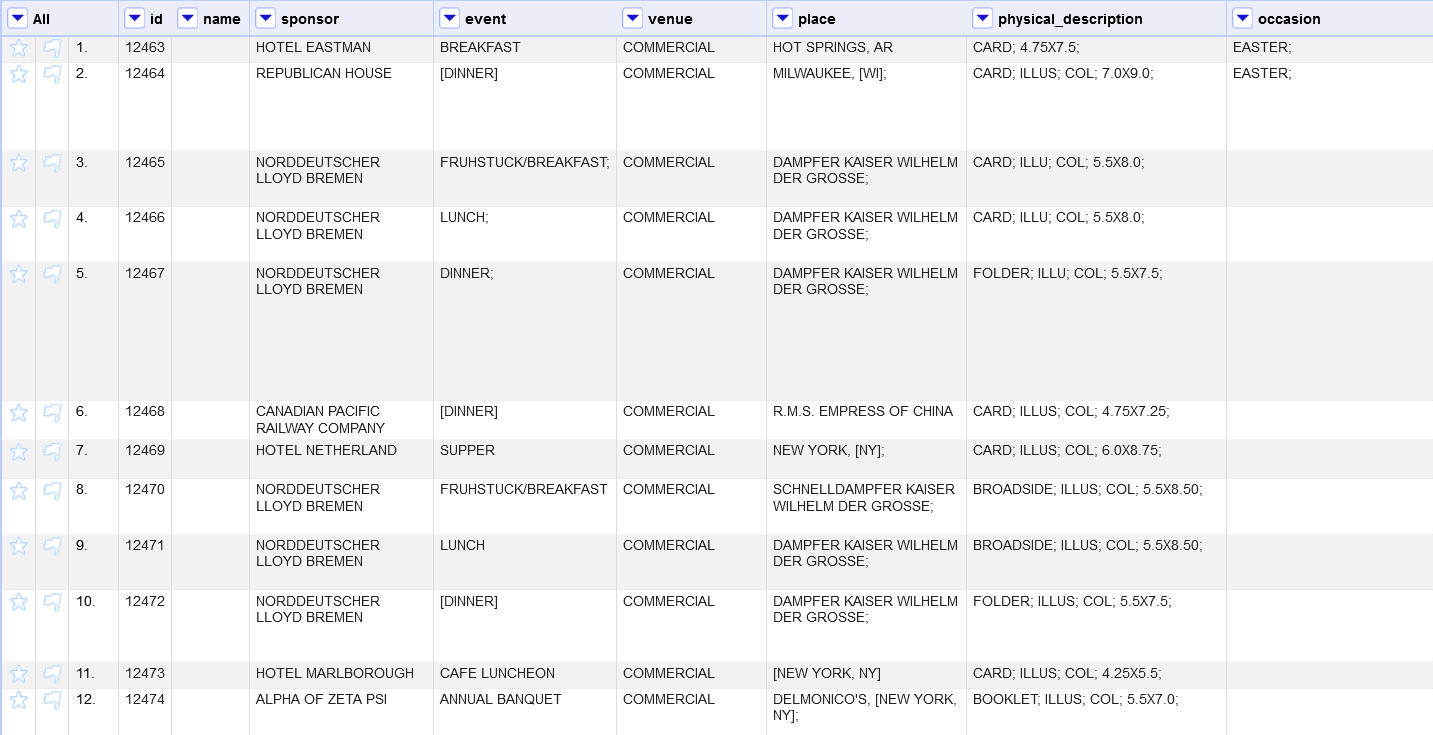 All id name sponsor event venue place physical_description occasion
1. 12463 HOTEL EASTMAN BREAKFAST COMMERCIAL HOT SPRINGS, AR CARD; 4.75X7.5; EASTER;
2. 12464 REPUBLICAN HOUSE [DINNER] COMMERCIAL MILWAUKEE, [WI]; CARD; ILLUS; COL; 7.0X9.0; EASTER;
3. 12465 NORDDEUTSCHER FRUHSTUCK/BREAKFAST; COMMERCIAL DAMPFER KAISER WILHELM CARD; ILLU; COL; 5.5X8.0;
LLOYD BREMEN DER GROSSE;
4. 12466 NORDDEUTSCHER LUNCH; COMMERCIAL DAMPFER KAISER WILHELM CARD; ILLU; COL; 5.5X8.0;
LLOYD BREMEN DER GROSSE;
5. 12467 NORDDEUTSCHER DINNER; COMMERCIAL DAMPFER KAISER WILHELM FOLDER; ILLU; COL; 5.5X7.5;
LLOYD BREMEN DER GROSSE;
6. 12468 CANADIAN PACIFIC [DINNER] COMMERCIAL R.M.S. EMPRESS OF CHINA CARD; ILLUS; COL; 4.75X7.25;
RAILWAY COMPANY
7. 12469 HOTEL NETHERLAND SUPPER COMMERCIAL NEW YORK, [NY]; CARD; ILLUS; COL; 6.0X8.75;
8. 12470 NORDDEUTSCHER FRUHSTUCK/BREAKFAST COMMERCIAL SCHNELLDAMPFER KAISER BROADSIDE; ILLUS; COL; 5.5X8.50;
LLOYD BREMEN WILHELM DER GROSSE;
9. 12471 NORDDEUTSCHER LUNCH COMMERCIAL DAMPFER KAISER WILHELM BROADSIDE; ILLUS; COL; 5.5X8.50;
LLOYD BREMEN DER GROSSE;
10. 12472 NORDDEUTSCHER [DINNER] COMMERCIAL DAMPFER KAISER WILHELM FOLDER; ILLUS; COL; 5.5X7.5;
LLOYD BREMEN DER GROSSE;
11. 12473 HOTEL MARLBOROUGH CAFE LUNCHEON COMMERCIAL [NEW YORK, NY] CARD; ILLUS; COL; 4.25X5.5;
12. 12474 ALPHA OF ZETA PSI ANNUAL BANQUET COMMERCIAL DELMONICO'S, [NEW YORK, BOOKLET; ILLUS; COL; 5.5X7.0;
NY];